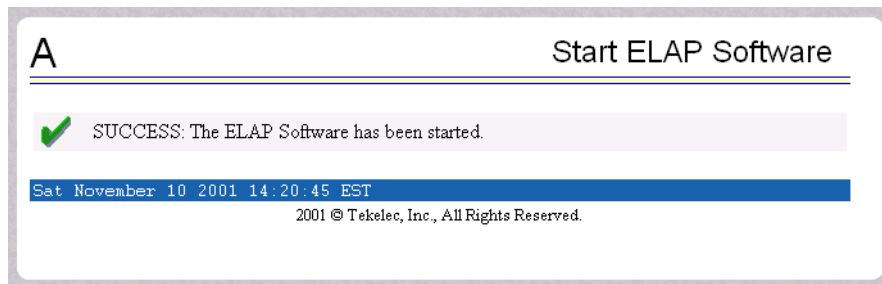 A
Start ELAP Software
SUCCESS: The ELAP Software has been started.
Sat November 10 2001 14:20:45 EST
2001 © Tekelec, Inc., All Rights Reserved.